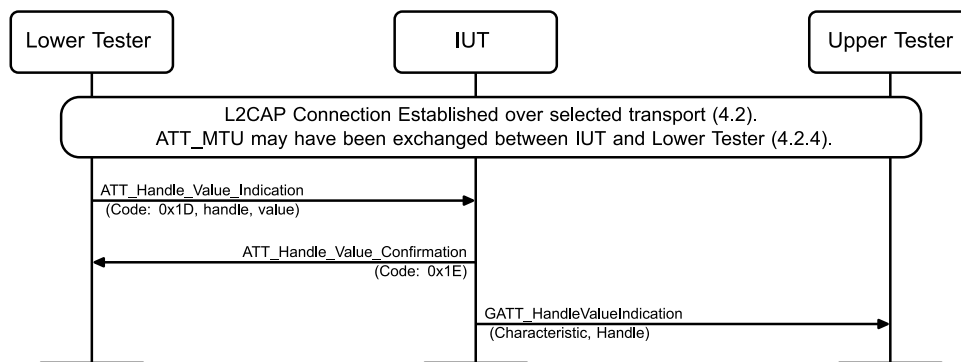 Lower Tester
IUT
Upper Tester
L2CAP Connection Established over selected transport (4.2).
ATT_MTU may have been exchanged between IUT and Lower Tester (4.2.4).
ATT_Handle_Value_Indication
(Code: 0x1D, handle, value)
ATT_Handle_Value_Confirmation
(Code: 0x1E)
GATT_HandleValueIndication
(Characteristic, Handle)